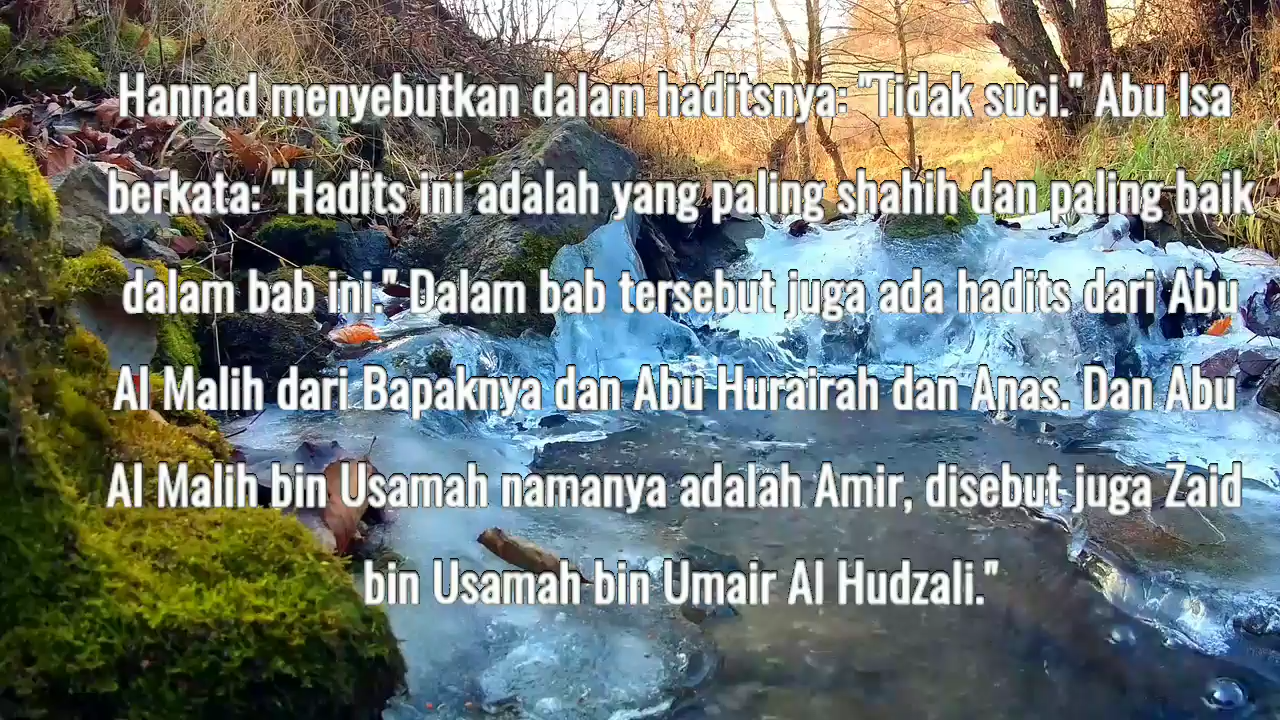 Hannad menyebutkan dalam haditsnya: "Tidak suci." Abu Isa
berkata: "Hadits ini adalah yang paling shahih dan paling baik
dalam bab ini." Dalam bab tersebut juga ada hadits dari Abu
Al Malih dari Bapaknya dan Abu Hurairah dan Anas. Dan Abu
Al Malih bin Usamah namanya adalah Amir, disebut juga Zaid
bin Usamah bin Umair Al Hudzali."